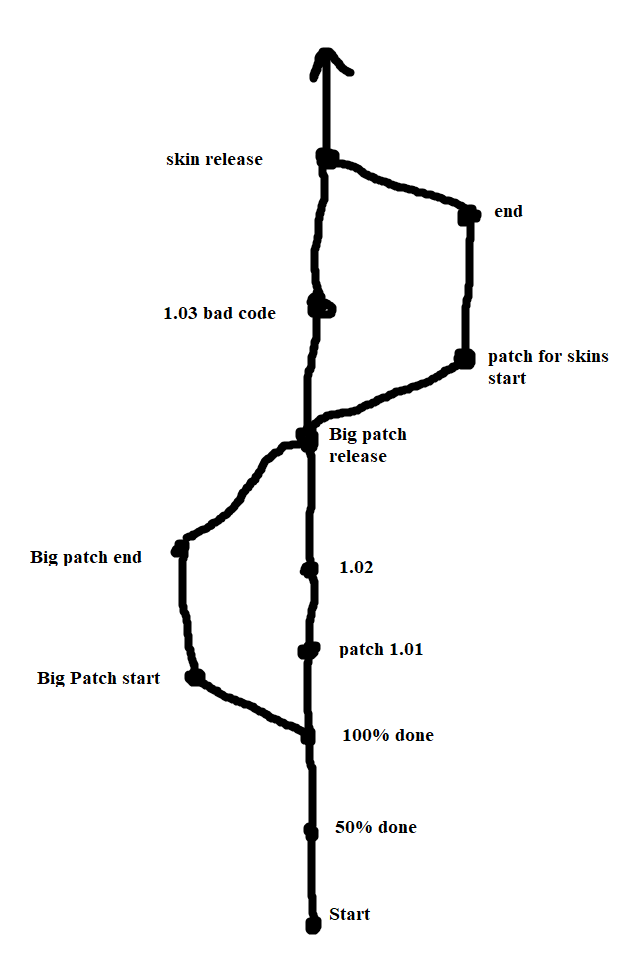 skin release
end
1.03 bad code
patch for skins
start
Big patch
release
Big patch end
1.02
patch 1.01
Big Patch start
100% done
50% done
Start